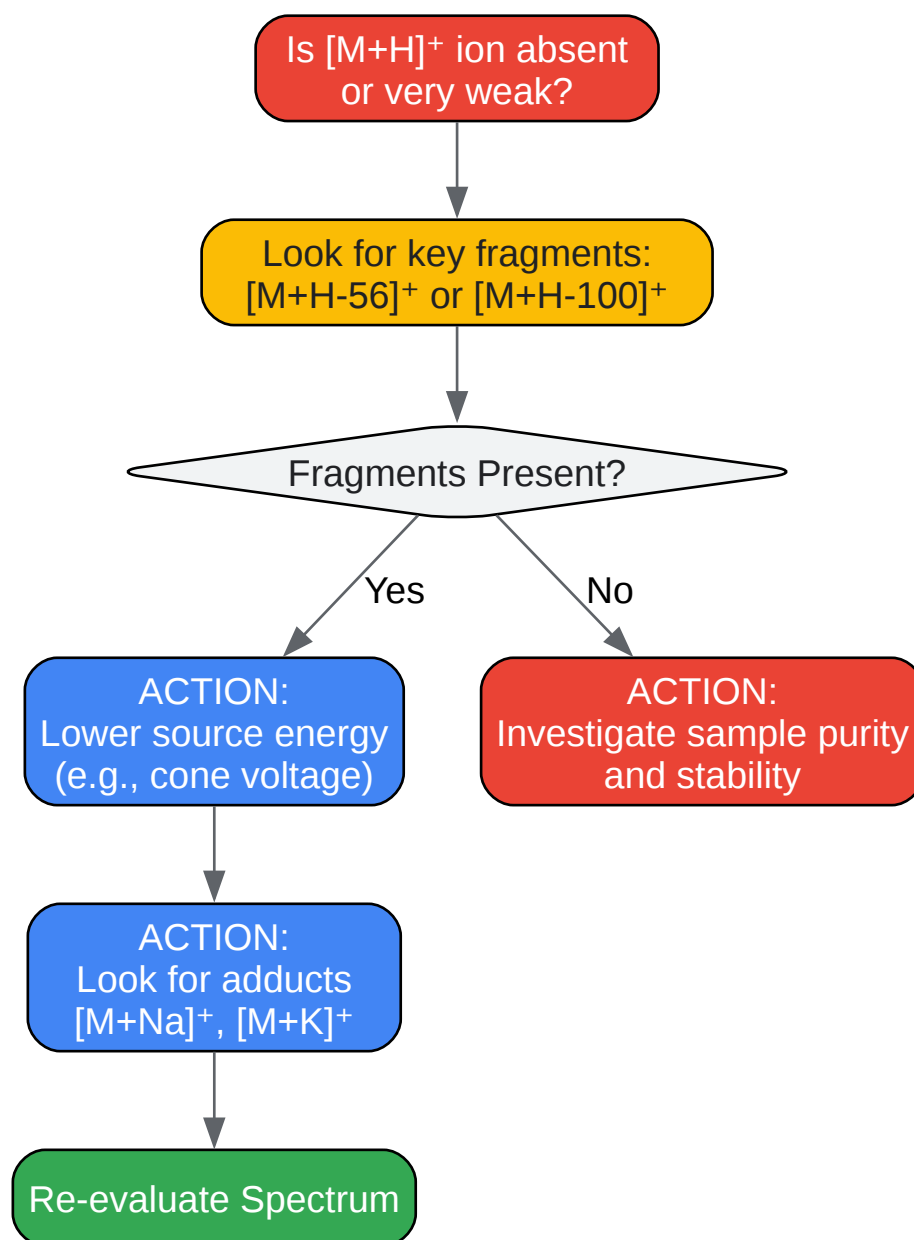 Is [M+H]⁺ ion absent
or very weak?
Look for key fragments:
[M+H-56]⁺ or [M+H-100]⁺
Fragments Present?
Yes
No
ACTION:
Lower source energy
(e.g., cone voltage)
ACTION:
Investigate sample purity
and stability
ACTION:
Look for adducts
[M+Na]⁺, [M+K]⁺
Re-evaluate Spectrum